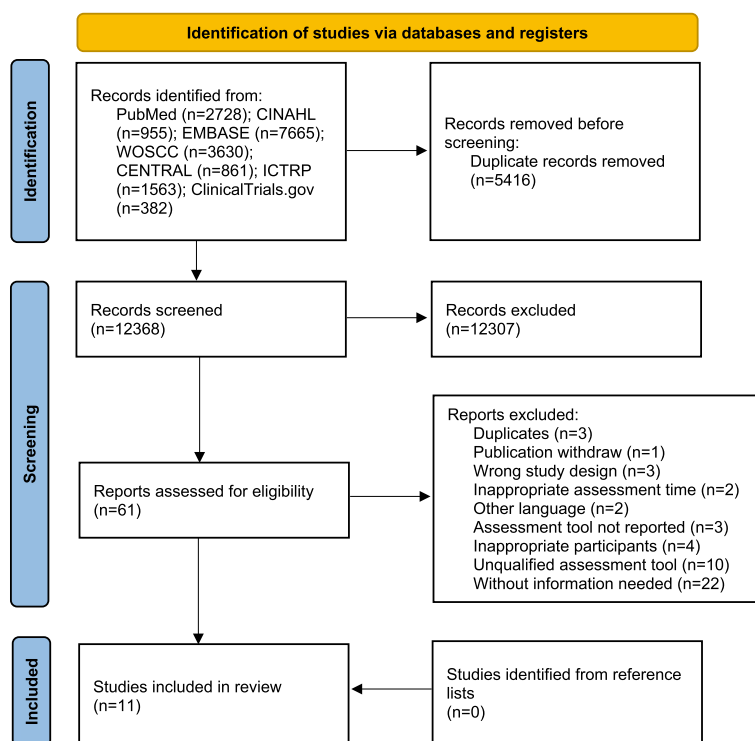 Identification of studies via databases and registers
Identification
Records identified from:
PubMed (n=2728); CINAHL
(n=955); EMBASE (n=7665);
WOSCC (n=3630);
CENTRAL (n=861); ICTRP
(n=1563); ClinicalTrials.gov
(n=382)
Records removed before
screening:
Duplicate records removed
(n=5416)
Screening
Records screened
(n=12368)
Records excluded
(n=12307)
Reports assessed for eligibility
(n=61)
Reports excluded:
Duplicates (n=3)
Publication withdraw (n=1)
Wrong study design (n=3)
Inappropriate assessment time (n=2)
Other language (n=2)
Assessment tool not reported (n=3)
Inappropriate participants (n=4)
Unqualified assessment tool (n=10)
Without information needed (n=22)
Included
Studies included in review
(n=11)
Studies identified from reference
lists
(n=0)